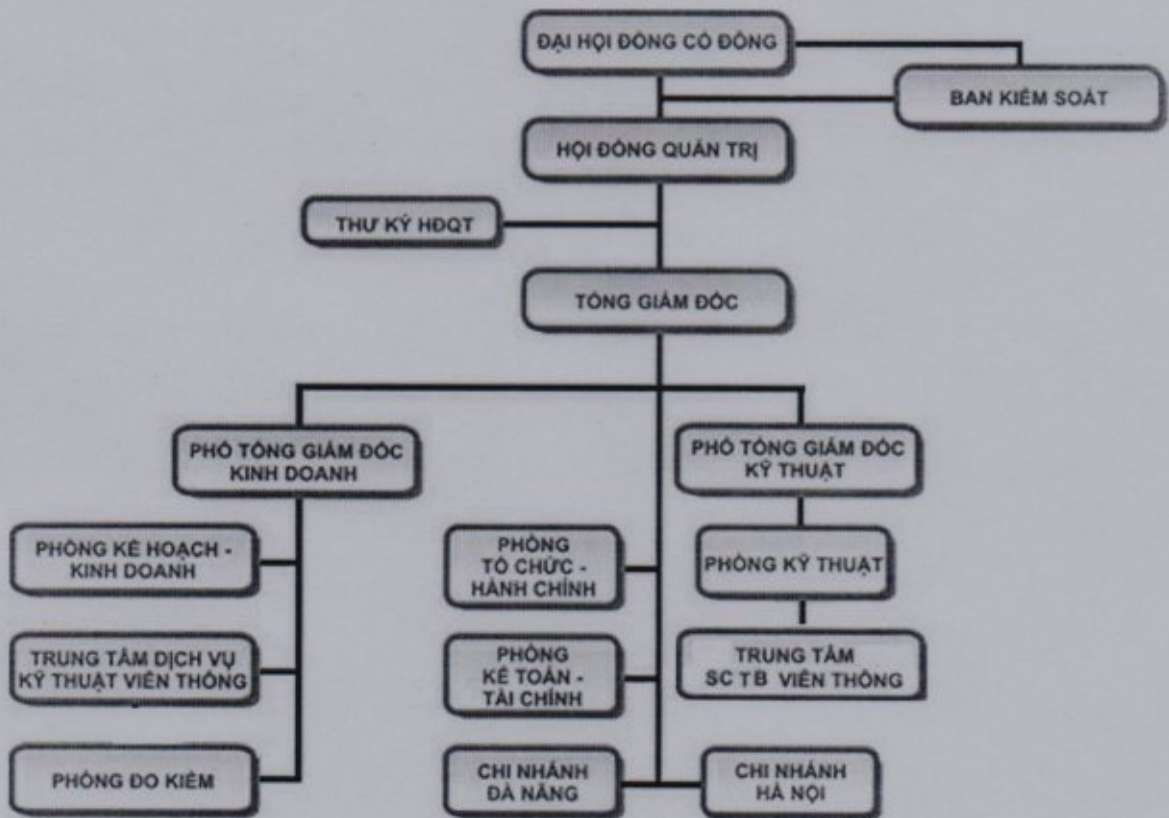 ĐẠI HỘI ĐỒNG CỔ ĐÔNG
BAN KIỂM SOÁT
HỘI ĐỒNG QUẢN TRỊ
THƯ KÝ HĐQT
TỔNG GIÁM ĐỐC
PHÓ TỔNG GIÁM ĐỐC
KINH DOANH
PHÓ TỔNG GIÁM ĐỐC
KỸ THUẬT
PHÒNG KẾ HOẠCH -
KINH DOANH
PHÒNG
TỔ CHỨC -
HÀNH CHÍNH
PHÒNG KỸ THUẬT
TRUNG TÂM DỊCH VỤ
KỸ THUẬT VIỄN THÔNG
PHÒNG
KẾ TOÁN -
TÀI CHÍNH
TRUNG TÂM
SC TB VIỄN THÔNG
PHÒNG ĐO KIỂM
CHI NHÁNH
ĐÀ NẴNG
CHI NHÁNH
HÀ NỘI